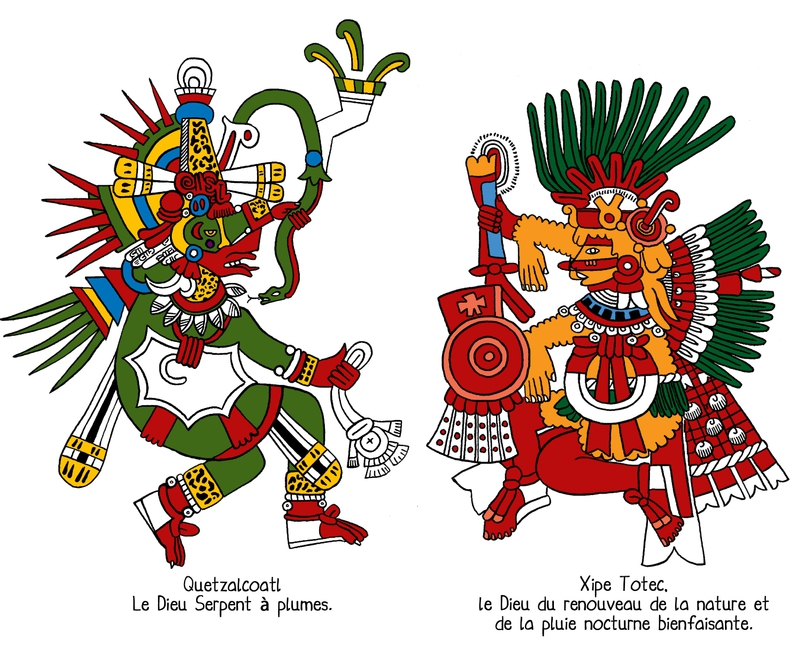 Quetzalcoatl
Le Dieu Serpent à plumes.
Xipe Totec,
le Dieu du renouveau de la nature et
de la pluie nocturne bienfaisante.